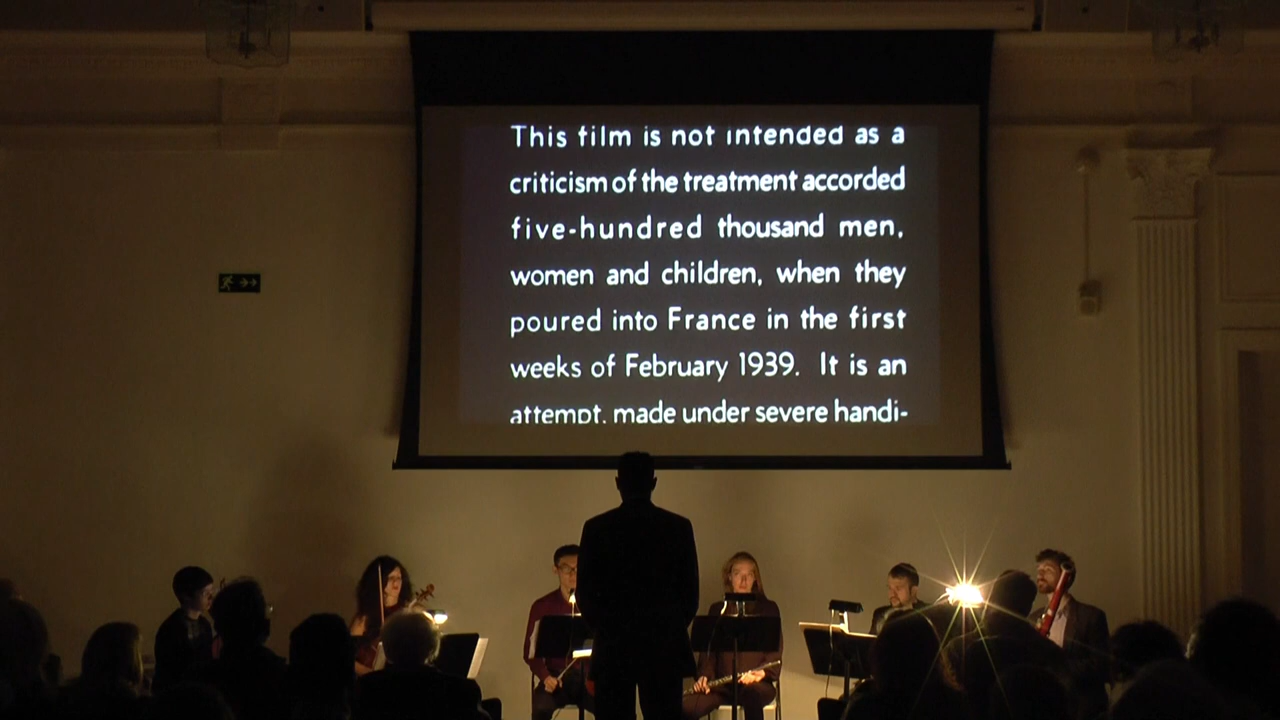 This film is not intended as a
criticism of the treatment accorded
five-hundred thousand men,
women and children, when they
poured into France in the first
weeks of February 1939. It is an
attempt, made under severe handi-